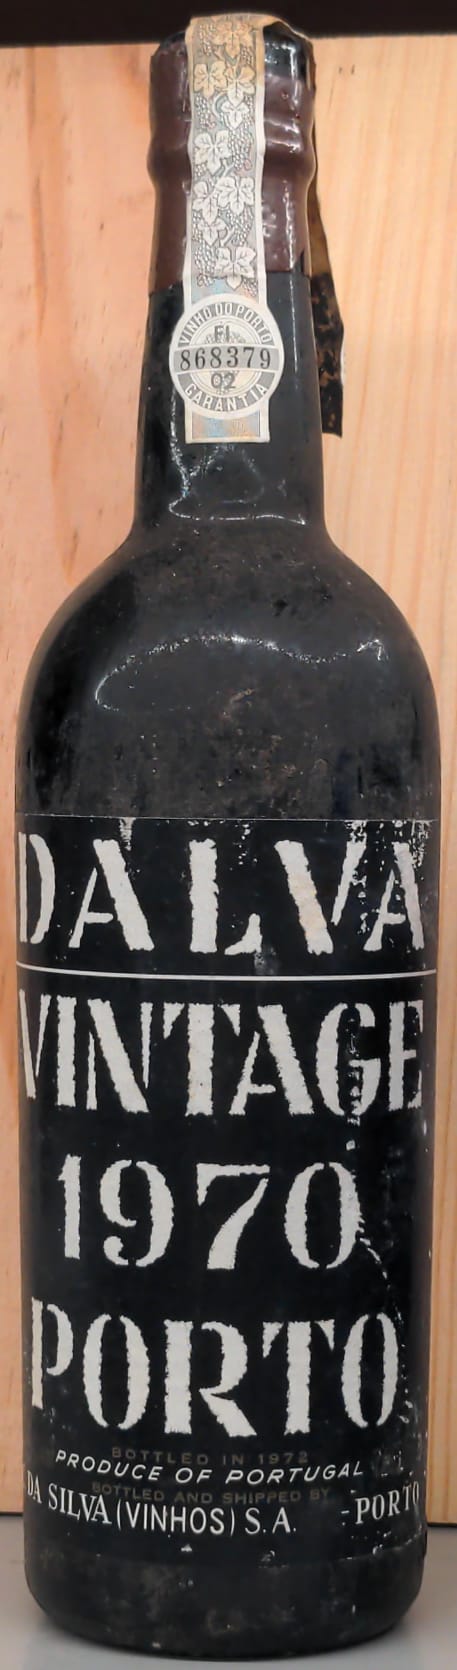 VINHO DO PORTO
FI
868379
02
GARANTIA
DALVA
VINTAGE
1970
PORTO
BOTTLED IN 1972
PRODUCE OF PORTUGAL
BOTTLED AND SHIPPED BY
DA SILVA (VINHOS) S.A. - PORTO